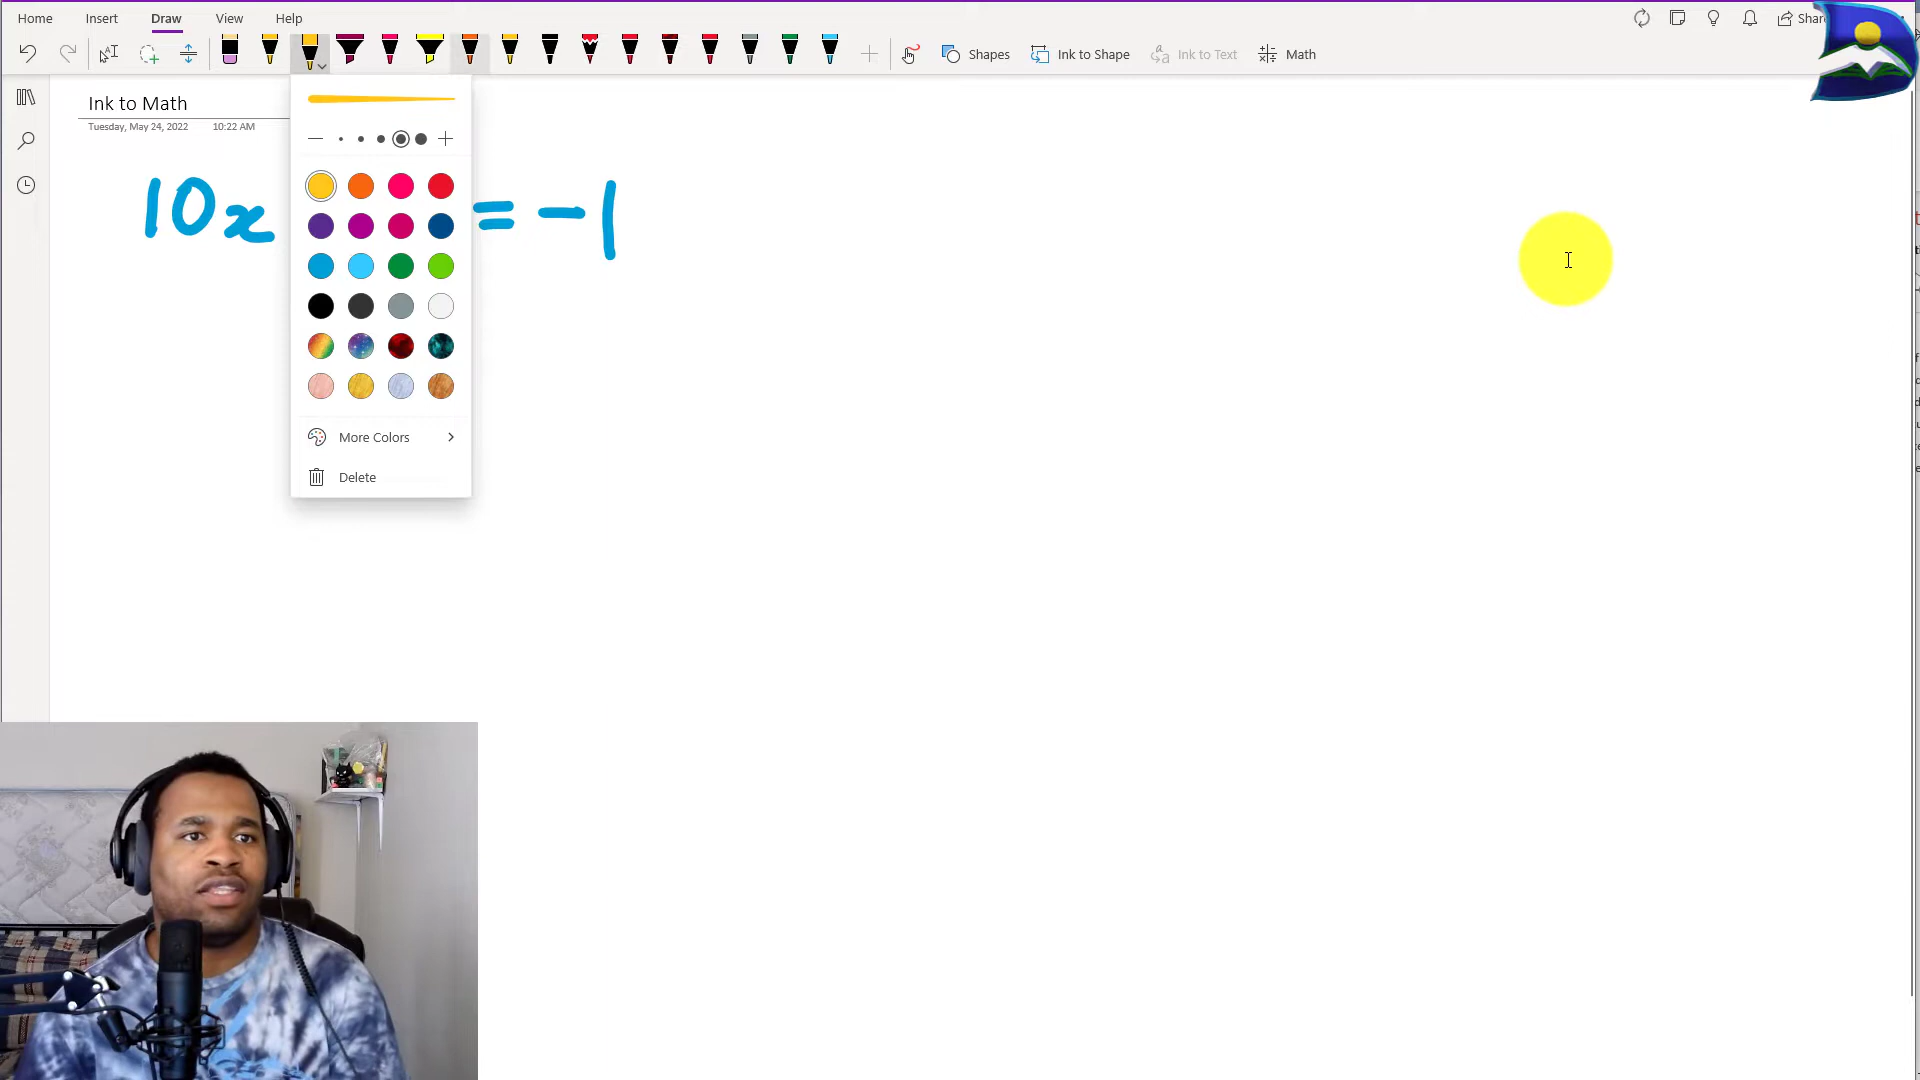 Home Insert Draw View Help
Shar
Shapes Ink to Shape Ink to Text Math
Ink to Math
Tuesday, May 24, 2022 10:22 AM
10x = -1
More Colors
Delete